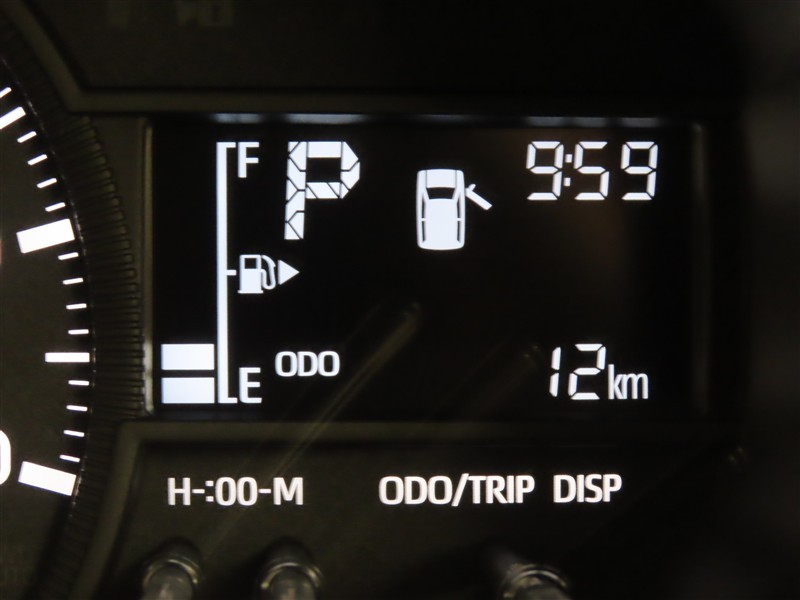 F P 9:59
ODO
E 12km
H-:00-M ODO/TRIP DISP